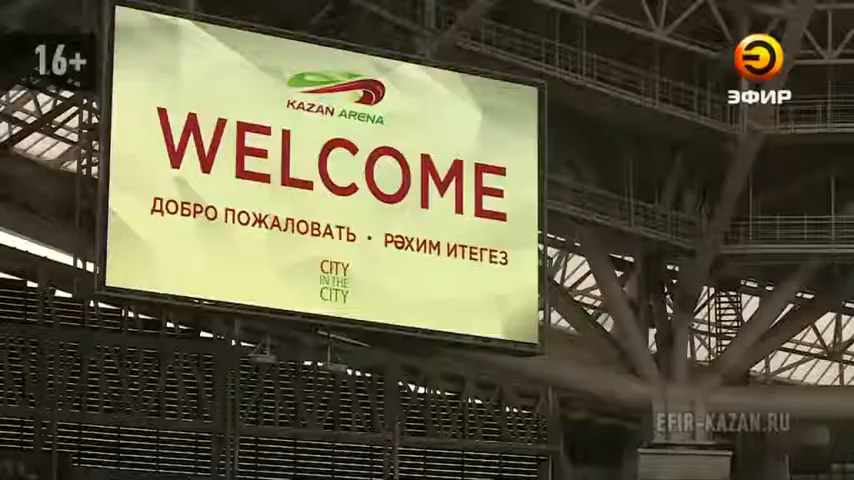 16+
ЭФИР
KAZAN ARENA
WELCOME
ДОБРО ПОЖАЛОВАТЬ · РӘХИМ ИТЕГЕЗ
CITY
IN THE
CITY
EFIR-KAZAN.RU